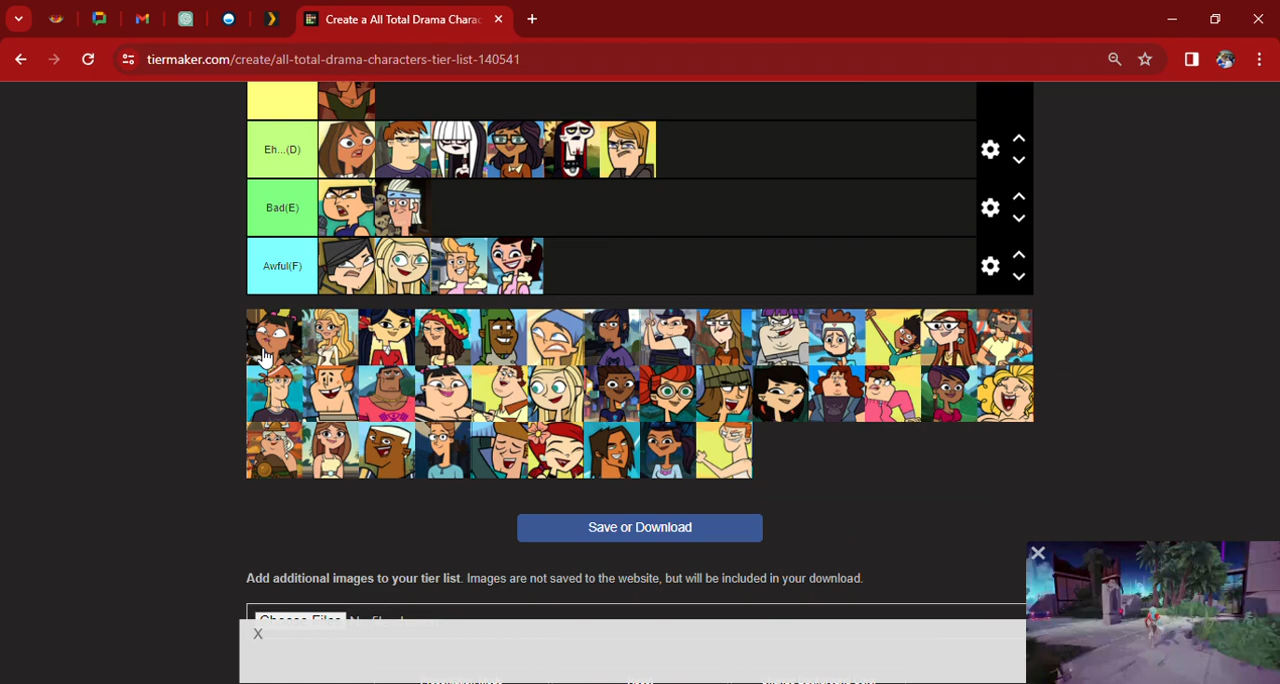 Create a All Total Drama Charac
tiermaker.com/create/all-total-drama-characters-tier-list-140541
Eh...(D)
Bad(E)
Awful(F)
Save or Download
Add additional images to your tier list. Images are not saved to the website, but will be included in your download.
Choose Files
X